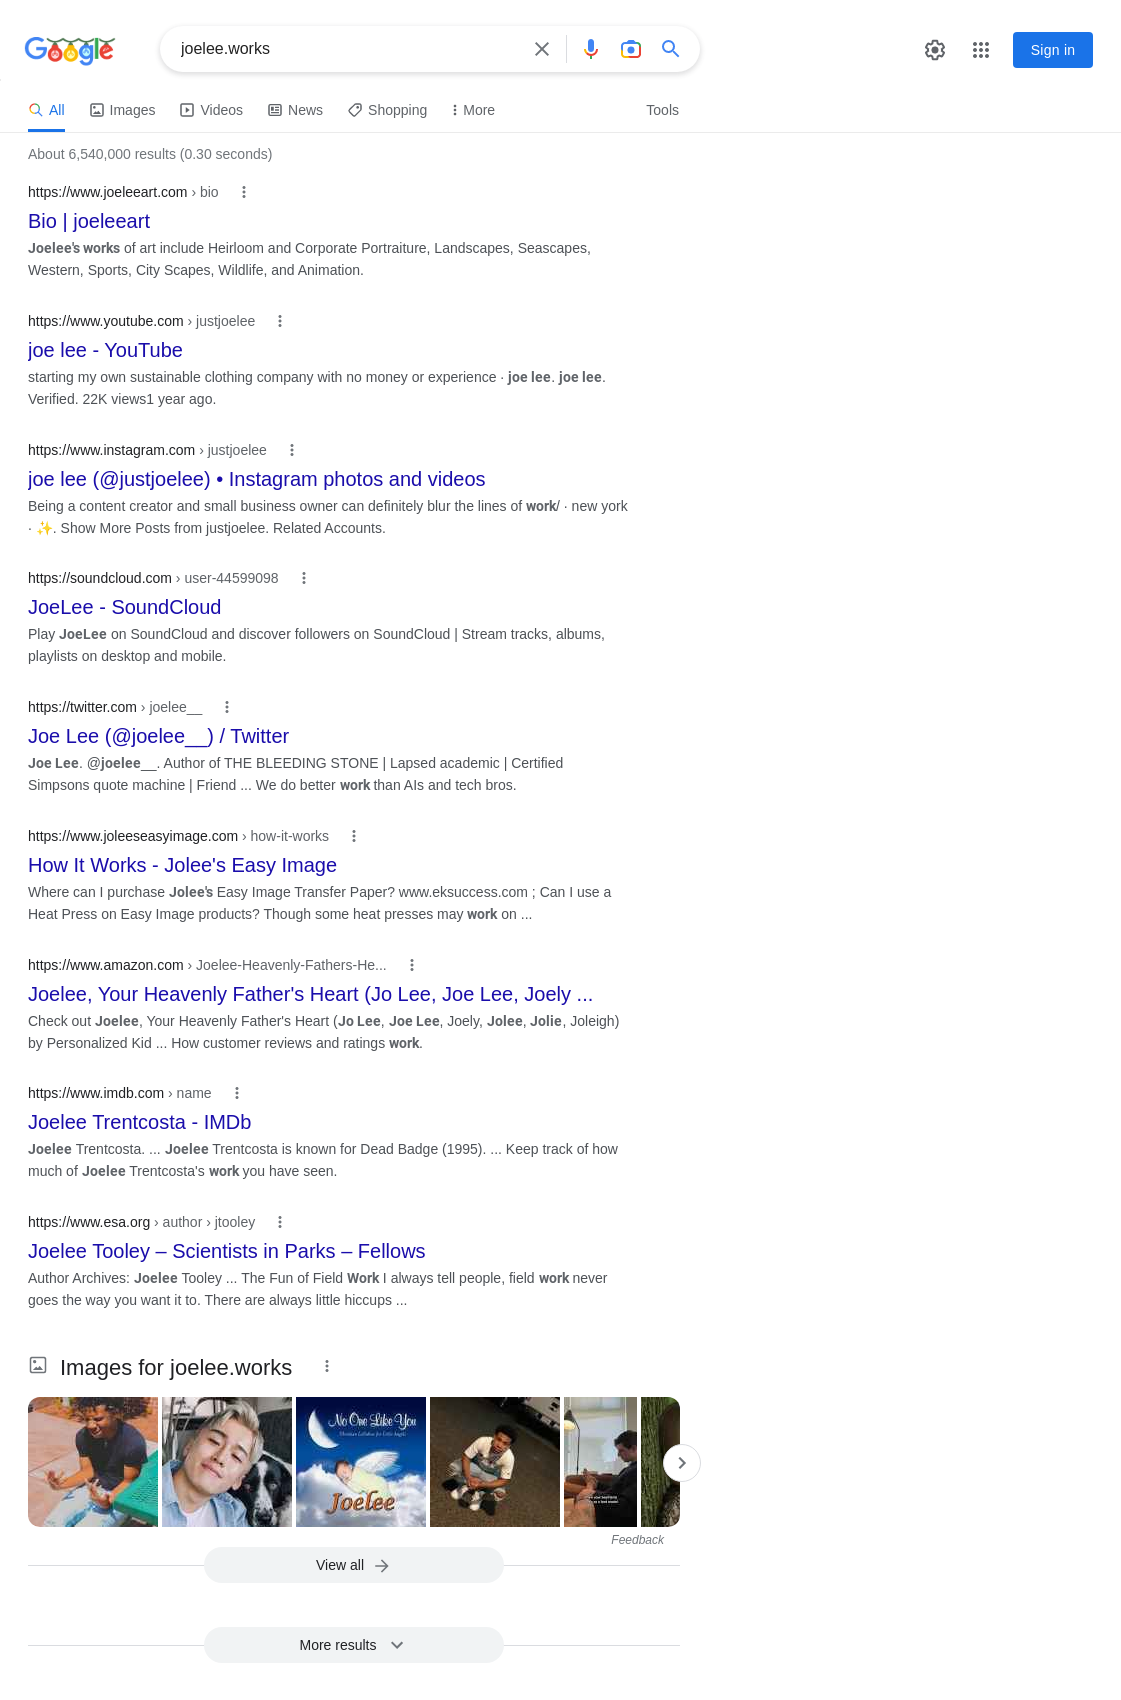 Google
joelee.works
Sign in
All
Images
Videos
News
Shopping
More
Tools
About 6,540,000 results (0.30 seconds)
https://www.joeleeart.com › bio
Bio | joeleeart
Joelee's works of art include Heirloom and Corporate Portraiture, Landscapes, Seascapes,
Western, Sports, City Scapes, Wildlife, and Animation.
https://www.youtube.com › justjoelee
joe lee - YouTube
starting my own sustainable clothing company with no money or experience · joe lee. joe lee.
Verified. 22K views1 year ago.
https://www.instagram.com › justjoelee
joe lee (@justjoelee) • Instagram photos and videos
Being a content creator and small business owner can definitely blur the lines of work/ · new york
· ✨. Show More Posts from justjoelee. Related Accounts.
https://soundcloud.com › user-44599098
JoeLee - SoundCloud
Play JoeLee on SoundCloud and discover followers on SoundCloud | Stream tracks, albums,
playlists on desktop and mobile.
https://twitter.com › joelee__
Joe Lee (@joelee__) / Twitter
Joe Lee. @joelee__. Author of THE BLEEDING STONE | Lapsed academic | Certified
Simpsons quote machine | Friend ... We do better work than AIs and tech bros.
https://www.joleeseasyimage.com › how-it-works
How It Works - Jolee's Easy Image
Where can I purchase Jolee's Easy Image Transfer Paper? www.eksuccess.com ; Can I use a
Heat Press on Easy Image products? Though some heat presses may work on ...
https://www.amazon.com › Joelee-Heavenly-Fathers-He...
Joelee, Your Heavenly Father's Heart (Jo Lee, Joe Lee, Joely ...
Check out Joelee, Your Heavenly Father's Heart (Jo Lee, Joe Lee, Joely, Jolee, Jolie, Joleigh)
by Personalized Kid ... How customer reviews and ratings work.
https://www.imdb.com › name
Joelee Trentcosta - IMDb
Joelee Trentcosta. ... Joelee Trentcosta is known for Dead Badge (1995). ... Keep track of how
much of Joelee Trentcosta's work you have seen.
https://www.esa.org › author › jtooley
Joelee Tooley – Scientists in Parks – Fellows
Author Archives: Joelee Tooley ... The Fun of Field Work I always tell people, field work never
goes the way you want it to. There are always little hiccups ...
Images for joelee.works
No One Like You
Joelee
Feedback
View all
More results